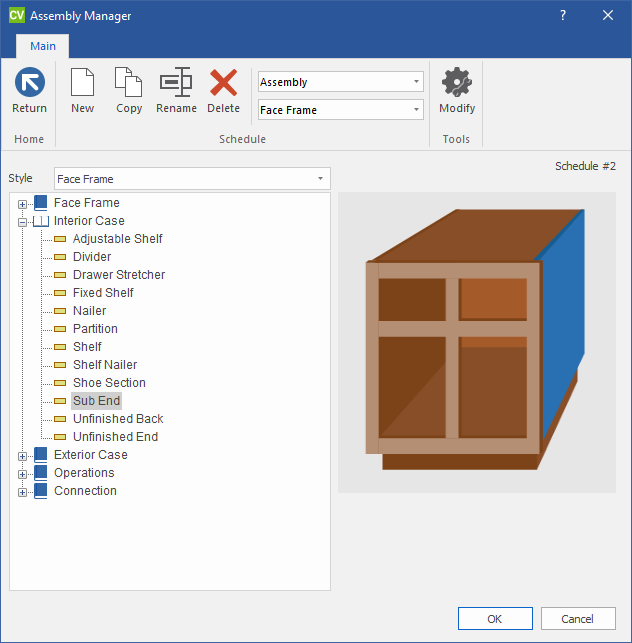 CV Assembly Manager ?
Main
Return New Copy Rename Delete Assembly Face Frame Modify
Home Schedule Tools
Schedule #2
Style Face Frame
Face Frame
Interior Case
Adjustable Shelf
Divider
Drawer Stretcher
Fixed Shelf
Nailer
Partition
Shelf
Shelf Nailer
Shoe Section
Sub End
Unfinished Back
Unfinished End
Exterior Case
Operations
Connection
OK Cancel